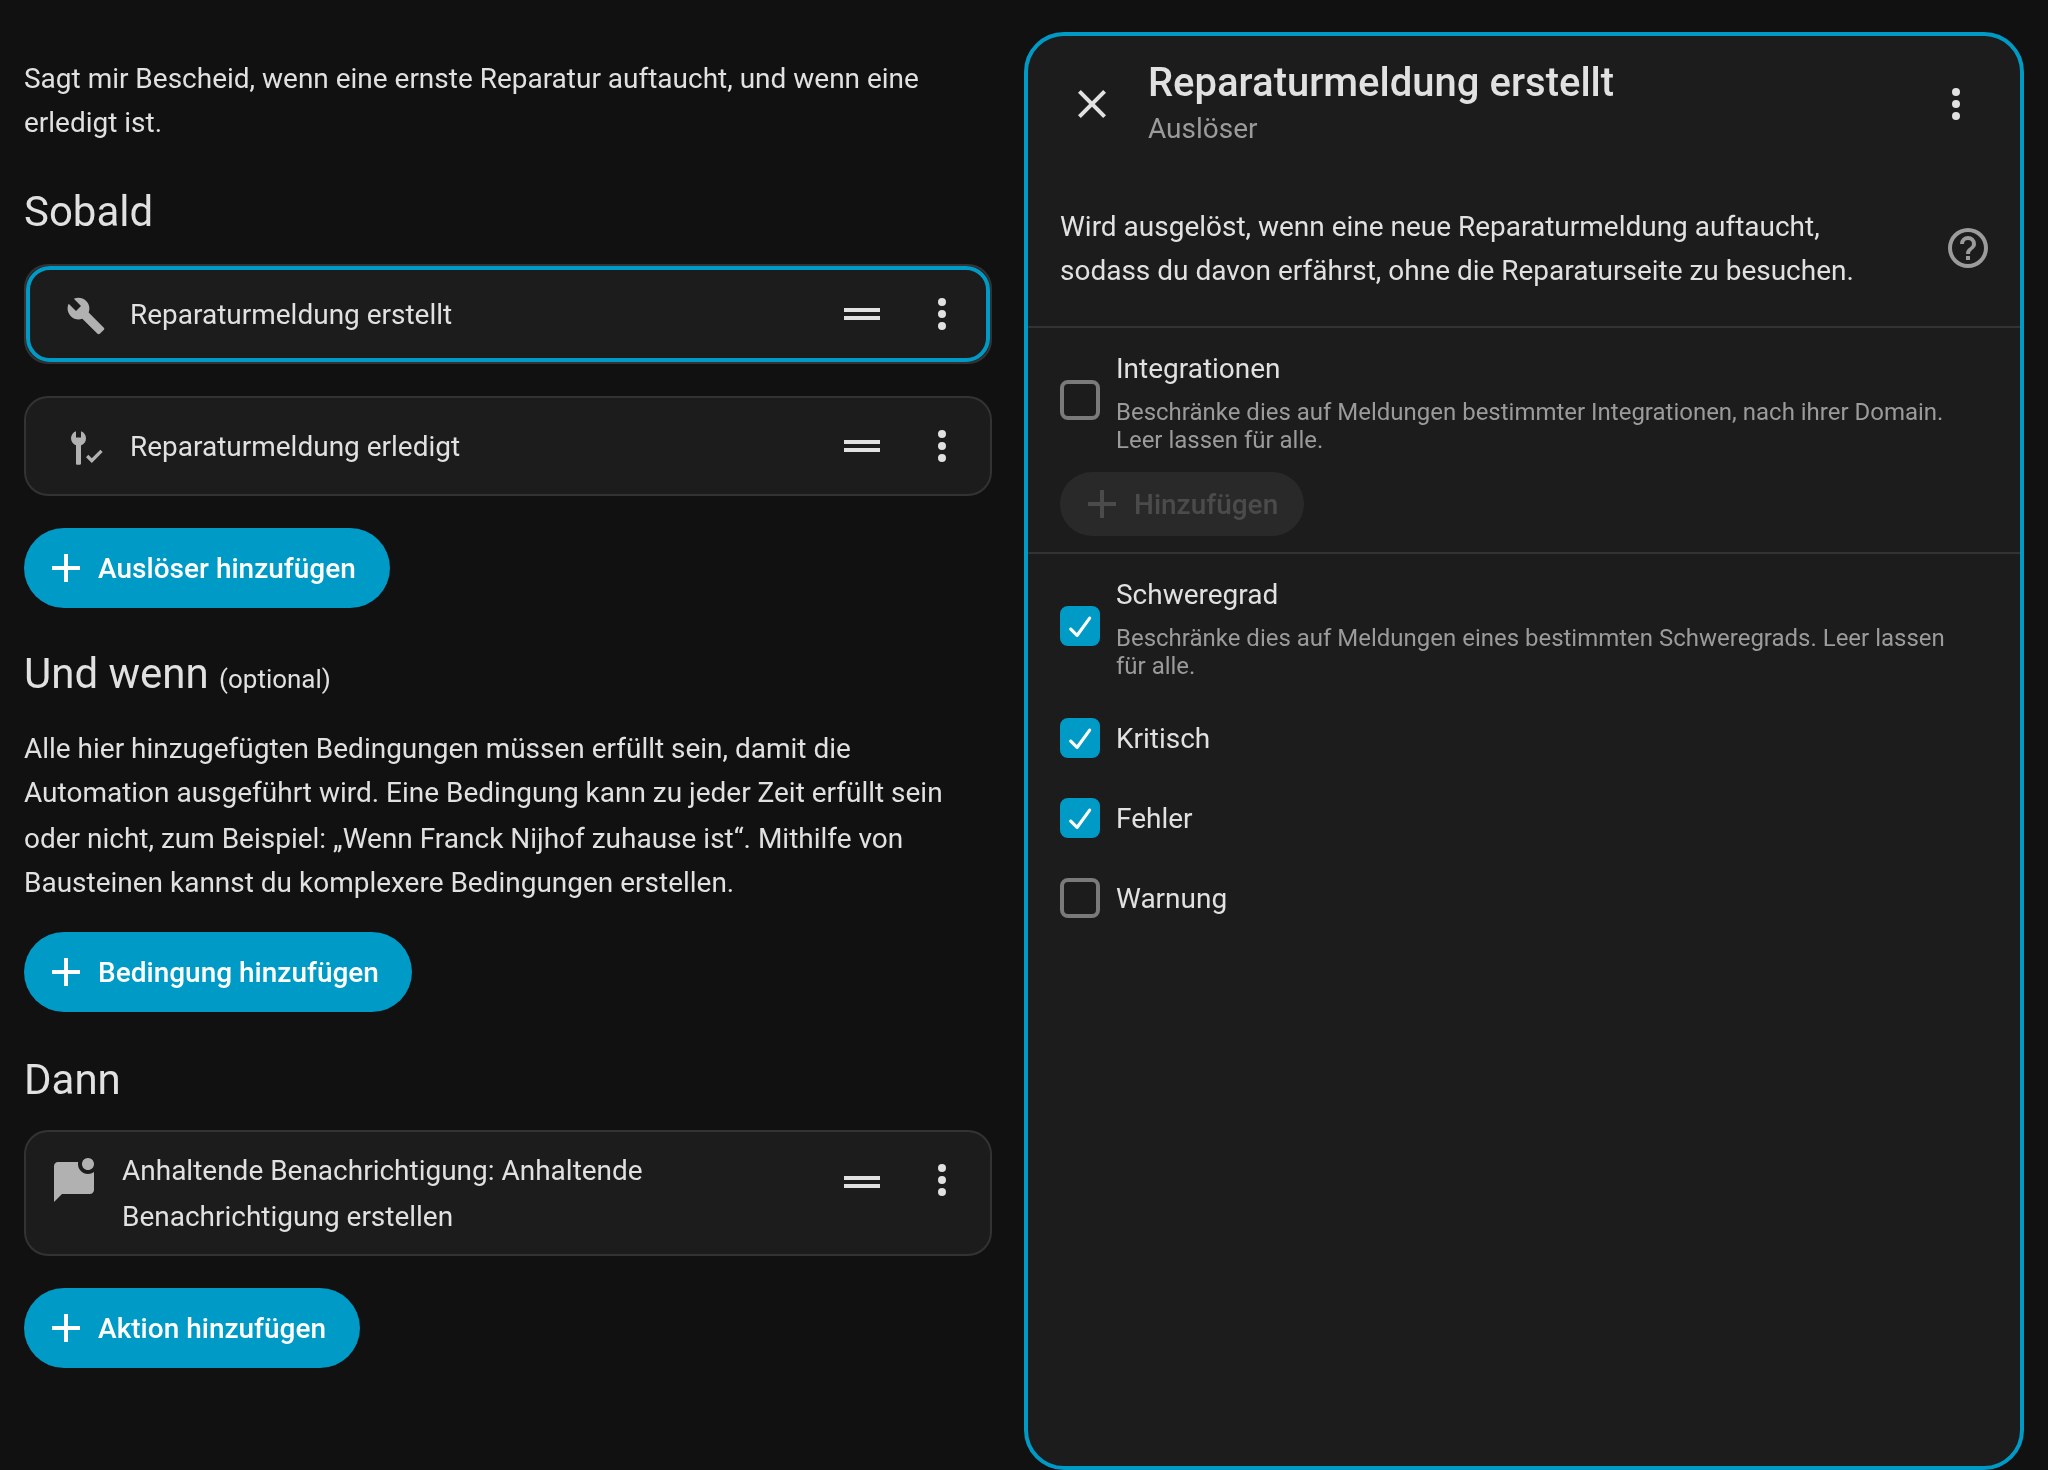 Sagt mir Bescheid, wenn eine ernste Reparatur auftaucht, und wenn eine
erledigt ist.
Sobald
Reparaturmeldung erstellt
Reparaturmeldung erledigt
Auslöser hinzufügen
Und wenn (optional)
Alle hier hinzugefügten Bedingungen müssen erfüllt sein, damit die
Automation ausgeführt wird. Eine Bedingung kann zu jeder Zeit erfüllt sein
oder nicht, zum Beispiel: „Wenn Franck Nijhof zuhause ist“. Mithilfe von
Bausteinen kannst du komplexere Bedingungen erstellen.
Bedingung hinzufügen
Dann
Anhaltende Benachrichtigung: Anhaltende
Benachrichtigung erstellen
Aktion hinzufügen
Reparaturmeldung erstellt
Auslöser
Wird ausgelöst, wenn eine neue Reparaturmeldung auftaucht,
sodass du davon erfährst, ohne die Reparaturseite zu besuchen.
Integrationen
Beschränke dies auf Meldungen bestimmter Integrationen, nach ihrer Domain.
Leer lassen für alle.
Hinzufügen
Schweregrad
Beschränke dies auf Meldungen eines bestimmten Schweregrads. Leer lassen
für alle.
Kritisch
Fehler
Warnung